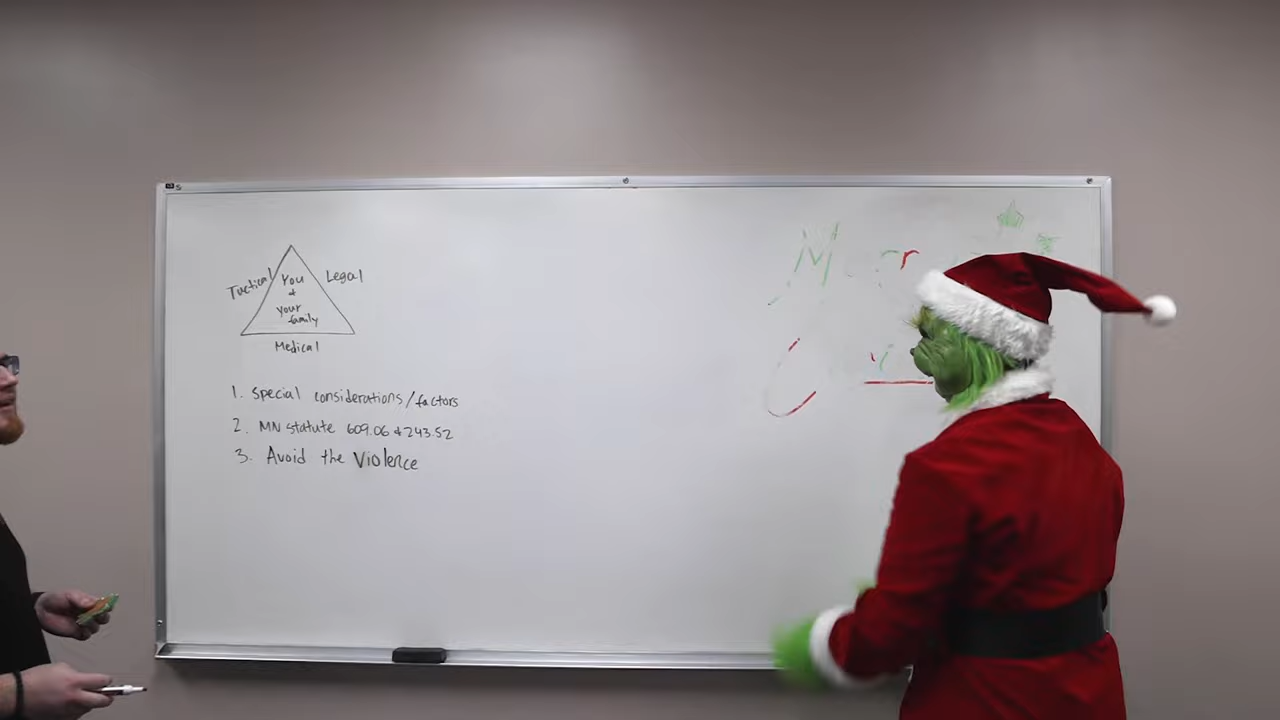 Tactical
Legal
You
+
your
family
Medical
1. special considerations/factors
2. MN statute 609.06 & 243.52
3. Avoid the Violence
M rr
C